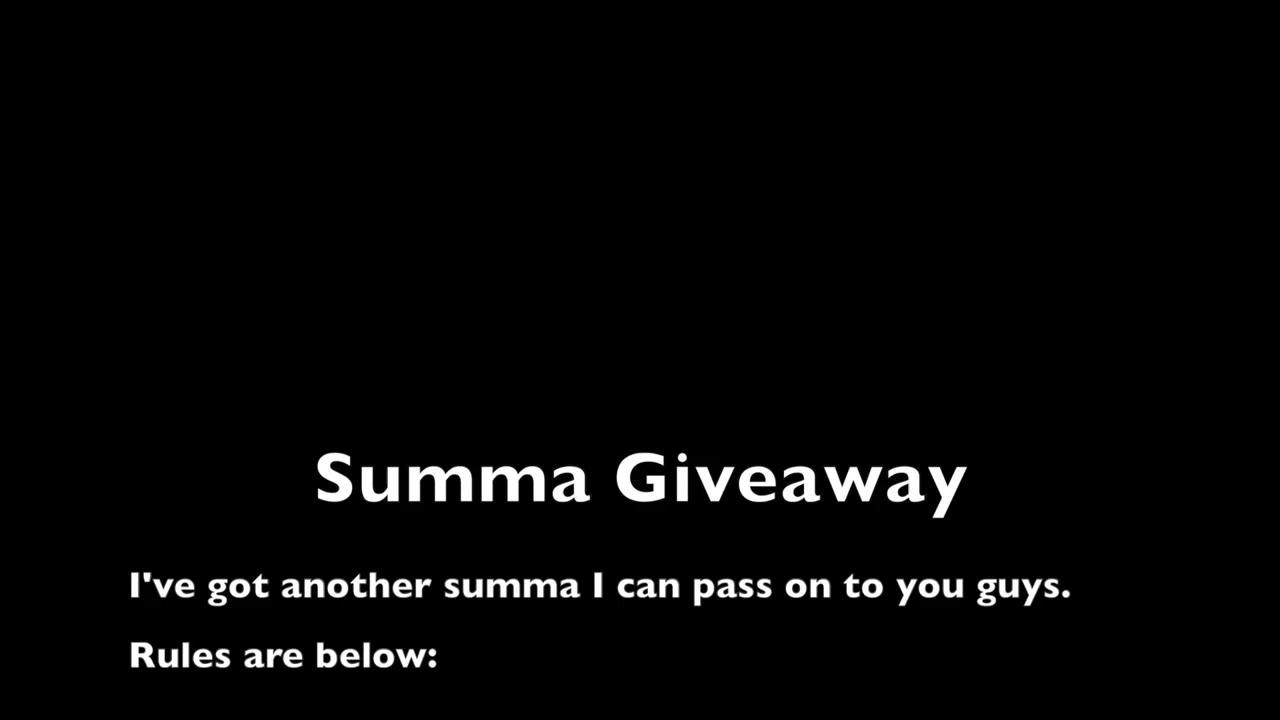 Summa Giveaway
I've got another summa I can pass on to you guys.
Rules are below: